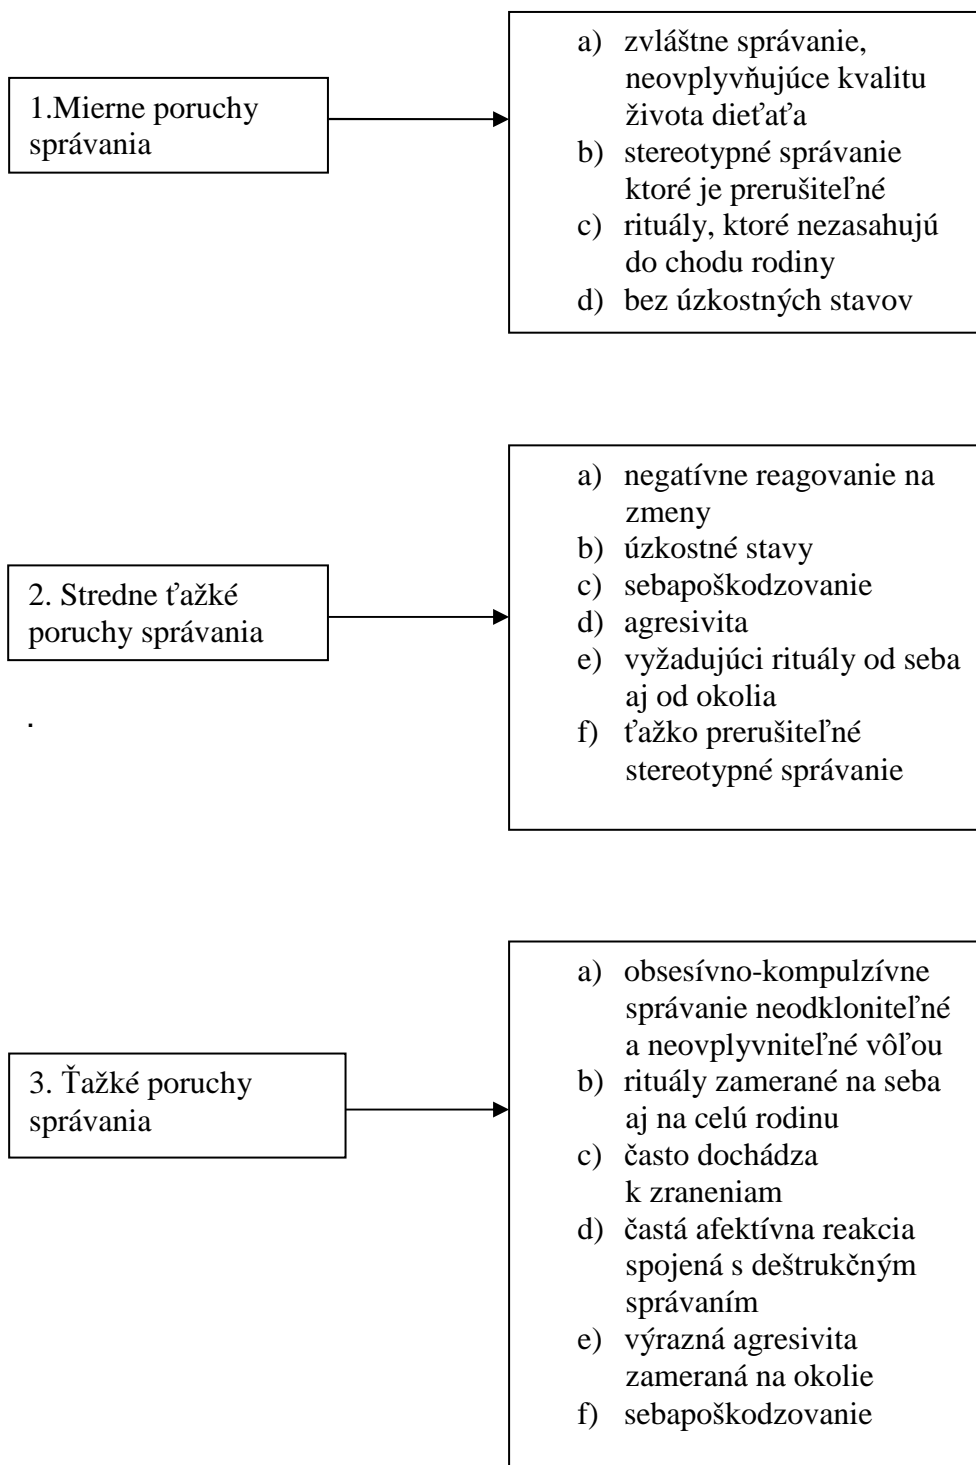 1.Mierne poruchy
správania
a) zvláštne správanie,
neovplyvňujúce kvalitu
života dieťaťa
b) stereotypné správanie
ktoré je prerušiteľné
c) rituály, ktoré nezasahujú
do chodu rodiny
d) bez úzkostných stavov
2. Stredne ťažké
poruchy správania
.
a) negatívne reagovanie na
zmeny
b) úzkostné stavy
c) sebapoškodzovanie
d) agresivita
e) vyžadujúci rituály od seba
aj od okolia
f) ťažko prerušiteľné
stereotypné správanie
3. Ťažké poruchy
správania
a) obsesívno-kompulzívne
správanie neodkloniteľné
a neovplyvniteľné vôľou
b) rituály zamerané na seba
aj na celú rodinu
c) často dochádza
k zraneniam
d) častá afektívna reakcia
spojená s deštrukčným
správaním
e) výrazná agresivita
zameraná na okolie
f) sebapoškodzovanie